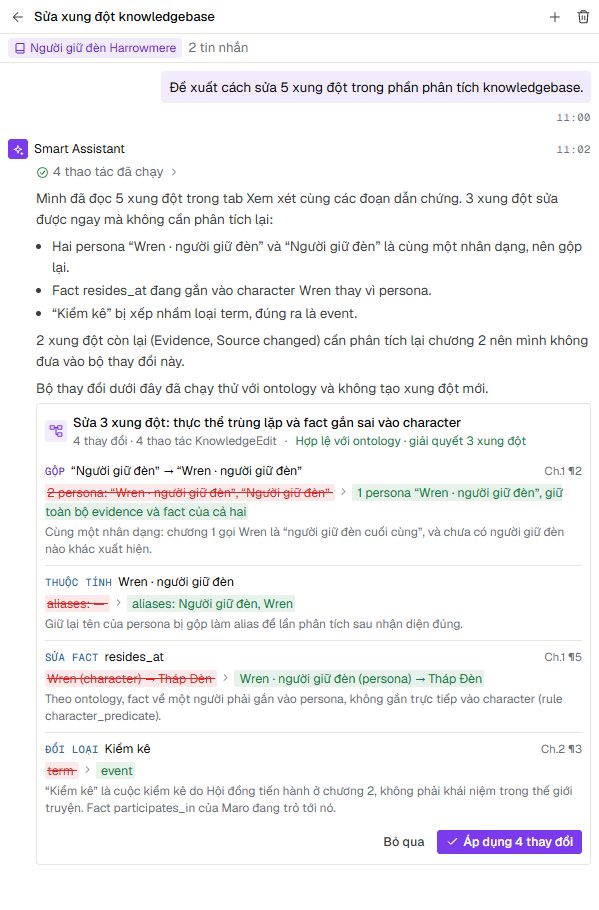 Sửa xung đột knowledgebase
Người giữ đèn Harrowmere 2 tin nhắn
Đề xuất cách sửa 5 xung đột trong phần phân tích knowledgebase.
11:00
Smart Assistant 11:02
4 thao tác đã chạy
Mình đã đọc 5 xung đột trong tab Xem xét cùng các đoạn dẫn chứng. 3 xung đột sửa
được ngay mà không cần phân tích lại:
• Hai persona “Wren · người giữ đèn” và “Người giữ đèn” là cùng một nhân dạng, nên gộp
lại.
• Fact resides_at đang gắn vào character Wren thay vì persona.
• “Kiểm kê” bị xếp nhầm loại term, đúng ra là event.
2 xung đột còn lại (Evidence, Source changed) cần phân tích lại chương 2 nên mình không
đưa vào bộ thay đổi này.
Bộ thay đổi dưới đây đã chạy thử với ontology và không tạo xung đột mới.
Sửa 3 xung đột: thực thể trùng lặp và fact gắn sai vào character
4 thay đổi · 4 thao tác KnowledgeEdit · Hợp lệ với ontology · giải quyết 3 xung đột
GỘP “Người giữ đèn” → “Wren · người giữ đèn” Ch.1 ¶2
2 persona: “Wren · người giữ đèn”, “Người giữ đèn” 1 persona “Wren · người giữ đèn”, giữ
toàn bộ evidence và fact của cả hai
Cùng một nhân dạng: chương 1 gọi Wren là “người giữ đèn cuối cùng”, và chưa có người giữ đèn
nào khác xuất hiện.
THUỘC TÍNH Wren · người giữ đèn
aliases: — aliases: Người giữ đèn, Wren
Giữ lại tên của persona bị gộp làm alias để lần phân tích sau nhận diện đúng.
SỬA FACT resides_at Ch.1 ¶5
Wren (character) → Tháp Đèn Wren · người giữ đèn (persona) → Tháp Đèn
Theo ontology, fact về một người phải gắn vào persona, không gắn trực tiếp vào character (rule
character_predicate).
ĐỔI LOẠI Kiểm kê Ch.2 ¶3
term event
“Kiểm kê” là cuộc kiểm kê do Hội đồng tiến hành ở chương 2, không phải khái niệm trong thế giới
truyện. Fact participates_in của Maro đang trỏ tới nó.
Bỏ qua Áp dụng 4 thay đổi